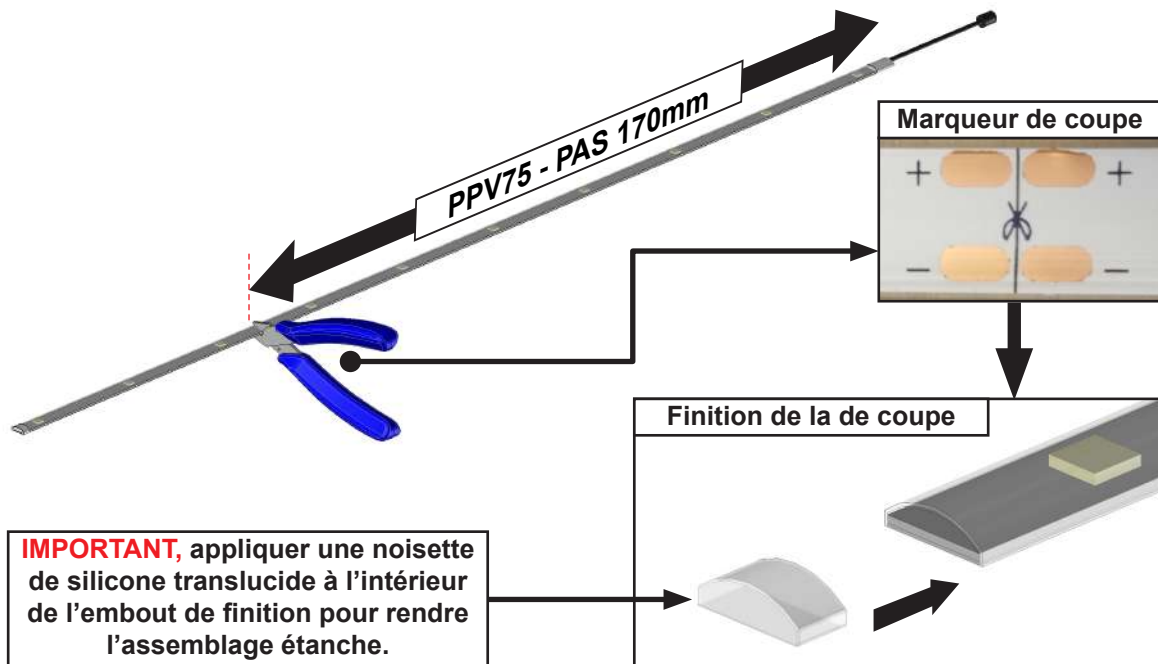 PPV75 - PAS 170mm
Marqueur de coupe
+ +
− −
Finition de la de coupe
IMPORTANT, appliquer une noisette
de silicone translucide à l’intérieur
de l’embout de finition pour rendre
l’assemblage étanche.